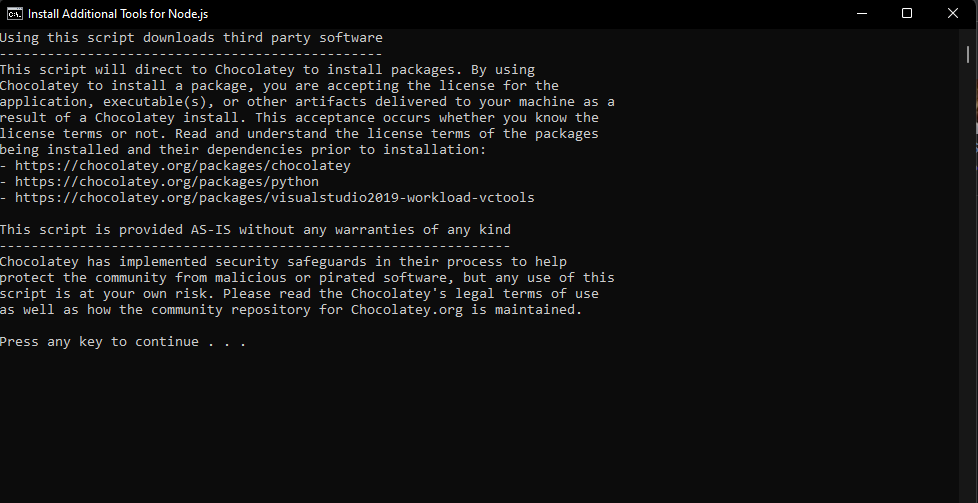 Install Additional Tools for Node.js
Using this script downloads third party software
------------------------------------------------
This script will direct to Chocolatey to install packages. By using
Chocolatey to install a package, you are accepting the license for the
application, executable(s), or other artifacts delivered to your machine as a
result of a Chocolatey install. This acceptance occurs whether you know the
license terms or not. Read and understand the license terms of the packages
being installed and their dependencies prior to installation:
- https://chocolatey.org/packages/chocolatey
- https://chocolatey.org/packages/python
- https://chocolatey.org/packages/visualstudio2019-workload-vctools
This script is provided AS-IS without any warranties of any kind
----------------------------------------------------------------
Chocolatey has implemented security safeguards in their process to help
protect the community from malicious or pirated software, but any use of this
script is at your own risk. Please read the Chocolatey's legal terms of use
as well as how the community repository for Chocolatey.org is maintained.
Press any key to continue . . .